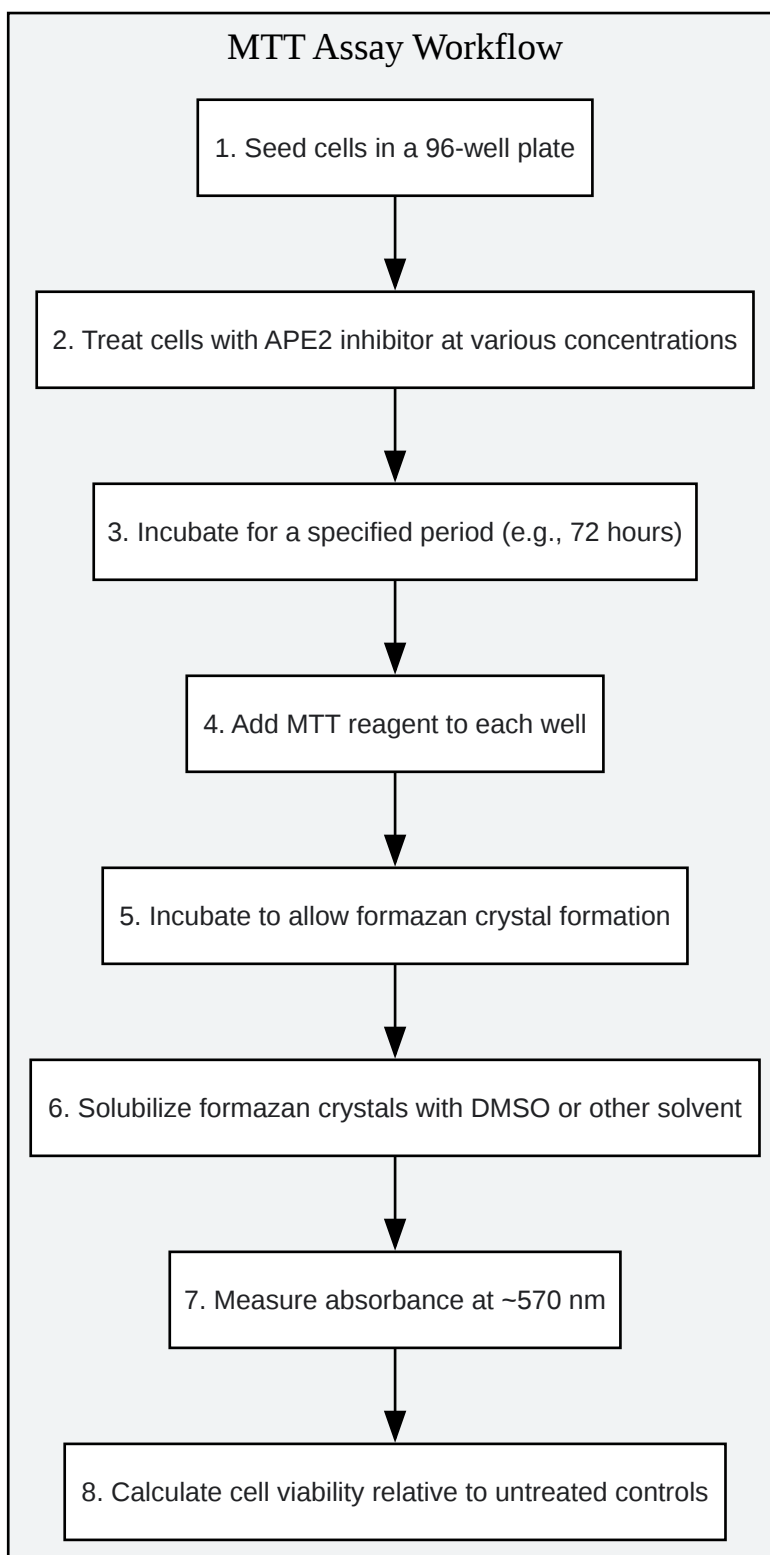 MTT Assay Workflow
1. Seed cells in a 96-well plate
2. Treat cells with APE2 inhibitor at various concentrations
3. Incubate for a specified period (e.g., 72 hours)
4. Add MTT reagent to each well
5. Incubate to allow formazan crystal formation
6. Solubilize formazan crystals with DMSO or other solvent
7. Measure absorbance at ~570 nm
8. Calculate cell viability relative to untreated controls